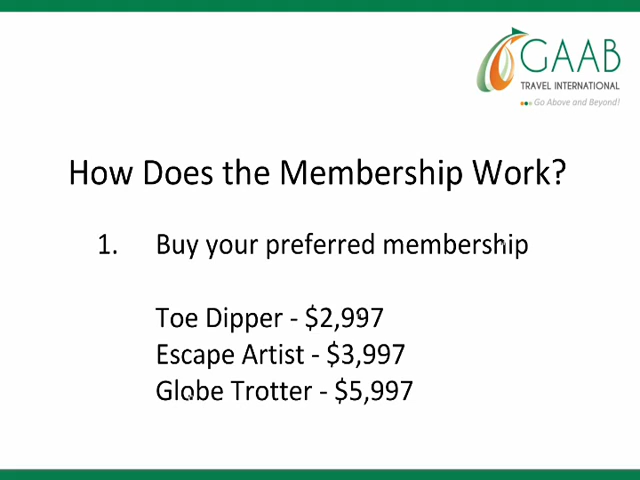 GAAB
TRAVEL INTERNATIONAL
Go Above and Beyond!
How Does the Membership Work?
1. Buy your preferred membership
Toe Dipper - $2,997
Escape Artist - $3,997
Globe Trotter - $5,997